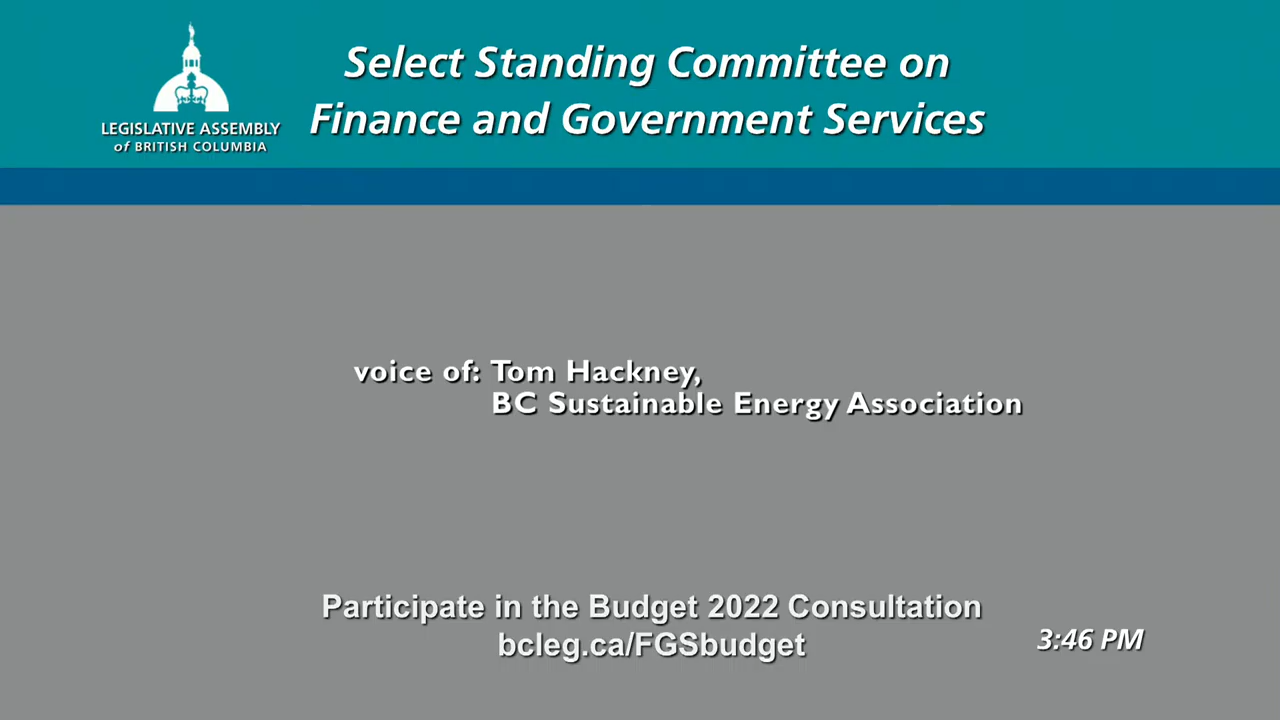 Select Standing Committee on
Finance and Government Services
LEGISLATIVE ASSEMBLY
of BRITISH COLUMBIA
voice of: Tom Hackney,
BC Sustainable Energy Association
Participate in the Budget 2022 Consultation
bcleg.ca/FGSbudget
3:46 PM